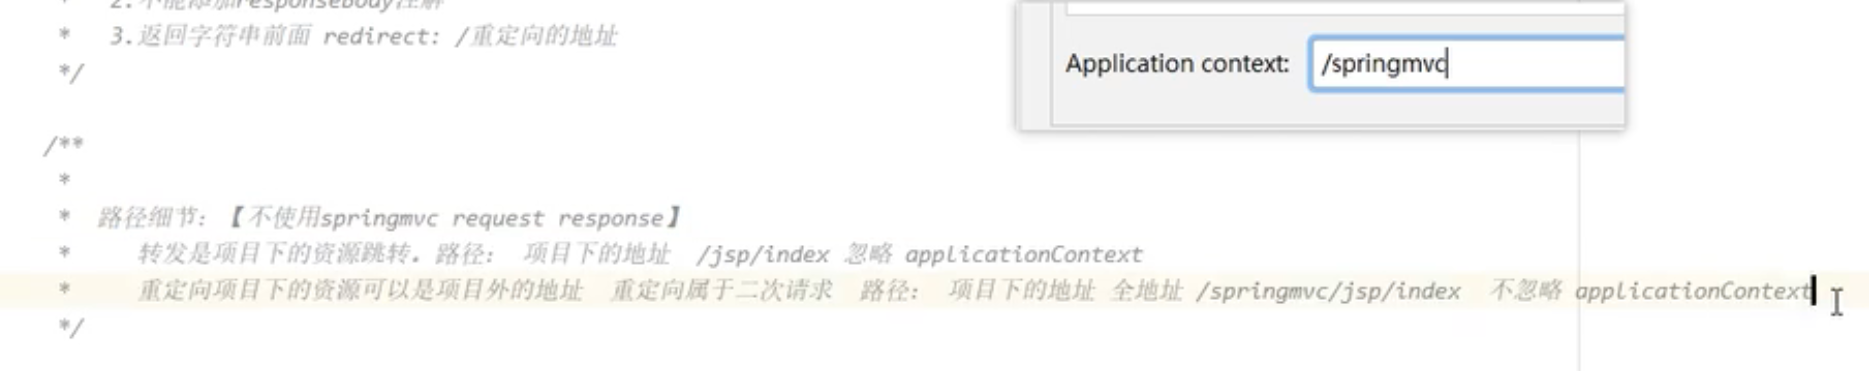 * 2.不能添加responseBody注解
* 3.返回字符串前面 redirect: /重定向的地址
*/
Application context: /springmvc
/**
*
* 路径细节：【不使用springmvc request response】
* 转发是项目下的资源跳转。路径： 项目下的地址 /jsp/index 忽略 applicationContext
* 重定向项目下的资源可以是项目外的地址 重定向属于二次请求 路径： 项目下的地址 全地址 /springmvc/jsp/index 不忽略 applicationContext
*/